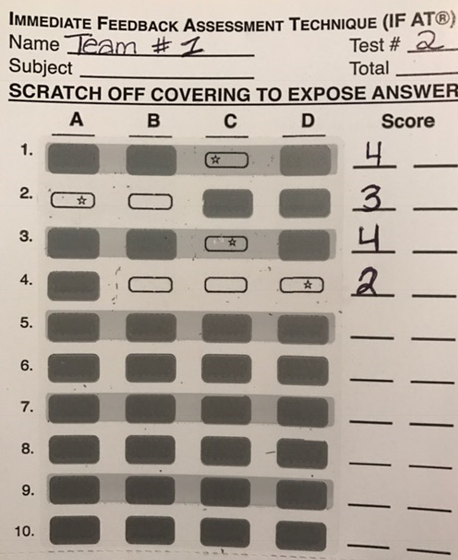 IMMEDIATE FEEDBACK ASSESSMENT TECHNIQUE (IF AT®)
Name Team # 1 Test # 2
Subject Total
SCRATCH OFF COVERING TO EXPOSE ANSWER
A B C D Score
1. 4
2. 3
3. 4
4. 2
5.
6.
7.
8.
9.
10.